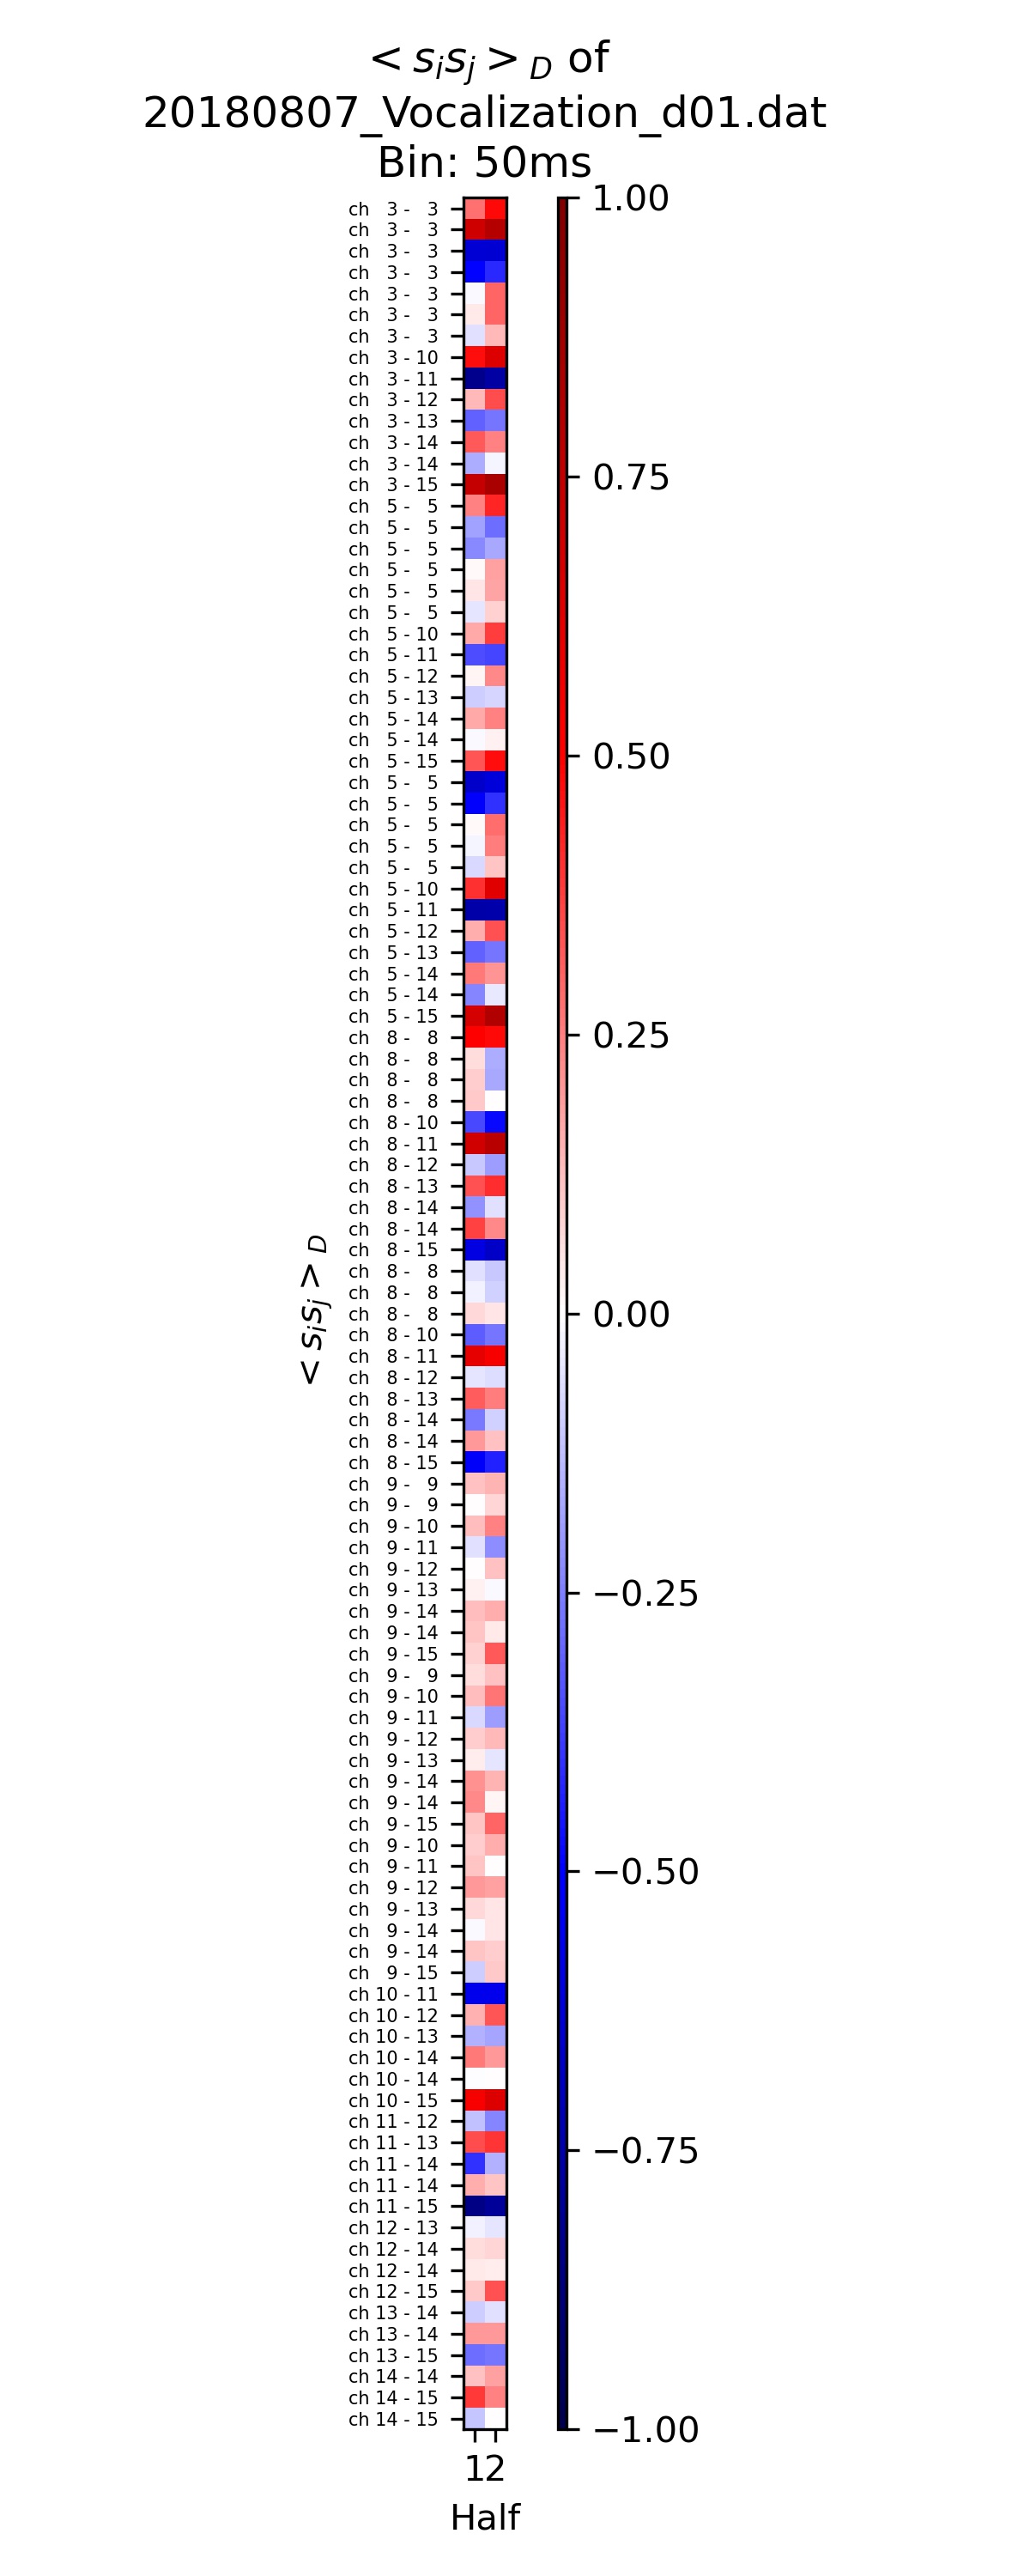 < s_i s_j >_D of
20180807_Vocalization_d01.dat
Bin: 50ms
ch 3 - 3
ch 3 - 3
ch 3 - 3
ch 3 - 3
ch 3 - 3
ch 3 - 3
ch 3 - 3
ch 3 - 10
ch 3 - 11
ch 3 - 12
ch 3 - 13
ch 3 - 14
ch 3 - 14
ch 3 - 15
ch 5 - 5
ch 5 - 5
ch 5 - 5
ch 5 - 5
ch 5 - 5
ch 5 - 5
ch 5 - 10
ch 5 - 11
ch 5 - 12
ch 5 - 13
ch 5 - 14
ch 5 - 14
ch 5 - 15
ch 5 - 5
ch 5 - 5
ch 5 - 5
ch 5 - 5
ch 5 - 5
ch 5 - 10
ch 5 - 11
ch 5 - 12
ch 5 - 13
ch 5 - 14
ch 5 - 14
ch 5 - 15
ch 8 - 8
ch 8 - 8
ch 8 - 8
ch 8 - 8
ch 8 - 10
ch 8 - 11
ch 8 - 12
ch 8 - 13
ch 8 - 14
ch 8 - 14
ch 8 - 15
ch 8 - 8
ch 8 - 8
ch 8 - 8
ch 8 - 10
ch 8 - 11
ch 8 - 12
ch 8 - 13
ch 8 - 14
ch 8 - 14
ch 8 - 15
ch 9 - 9
ch 9 - 9
ch 9 - 10
ch 9 - 11
ch 9 - 12
ch 9 - 13
ch 9 - 14
ch 9 - 14
ch 9 - 15
ch 9 - 9
ch 9 - 10
ch 9 - 11
ch 9 - 12
ch 9 - 13
ch 9 - 14
ch 9 - 14
ch 9 - 15
ch 9 - 10
ch 9 - 11
ch 9 - 12
ch 9 - 13
ch 9 - 14
ch 9 - 14
ch 9 - 15
ch 10 - 11
ch 10 - 12
ch 10 - 13
ch 10 - 14
ch 10 - 14
ch 10 - 15
ch 11 - 12
ch 11 - 13
ch 11 - 14
ch 11 - 14
ch 11 - 15
ch 12 - 13
ch 12 - 14
ch 12 - 14
ch 12 - 15
ch 13 - 14
ch 13 - 14
ch 13 - 15
ch 14 - 14
ch 14 - 15
ch 14 - 15
< s_i s_j >_D
1.00
0.75
0.50
0.25
0.00
−0.25
−0.50
−0.75
−1.00
1 2
Half